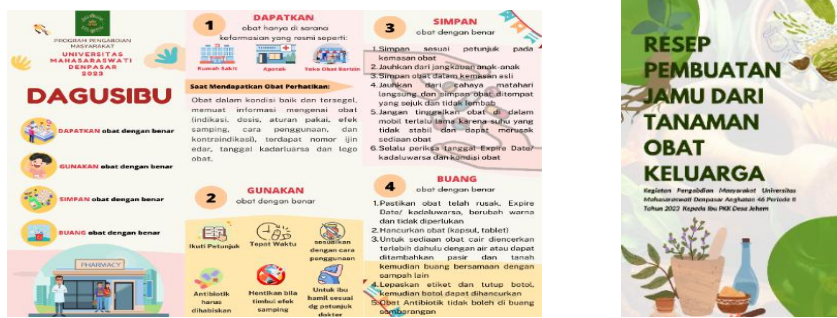 PROGRAM PENGABDIAN
MASYARAKAT
UNIVERSITAS
MAHASARASWATI
DENPASAR
2023
DAGUSIBU
DAPATKAN obat dengan benar
GUNAKAN obat dengan benar
SIMPAN obat dengan benar
BUANG obat dengan benar
PHARMACY
1
DAPATKAN
obat hanya di sarana
kefarmasian yang resmi seperti:
Rumah Sakit
Apotek
Toko Obat Berizin
Saat Mendapatkan Obat Perhatikan:
Obat dalam kondisi baik dan tersegel,
memuat informasi mengenai obat
(indikasi, dosis, aturan pakai, efek
samping, cara penggunaan, dan
kontraindikasi), terdapat nomor ijin
edar, tanggal kadarluarsa dan logo
obat.
2
GUNAKAN
obat dengan benar
Ikuti Petunjuk
Tepat Waktu
sesuaikan
dengan cara
penggunaan
Antibiotik
harus
dihabiskan
Hentikan bila
timbul efek
samping
Untuk ibu
hamil sesuai
dg petunjuk
dokter
3
SIMPAN
obat dengan benar
1.Simpan sesuai petunjuk pada
kemasan obat
2.Jauhkan dari jangkauan anak-anak
3.Simpan obat dalam kemasan asli
4.Jauhkan dari cahaya matahari
langsung dan simpan obat ditempat
yang sejuk dan tidak lembab
5.Jangan tinggalkan obat di dalam
mobil terlalu lama karena suhu yang
tidak stabil dan dapat merusak
sediaan obat
6.Selalu periksa tanggal Expire Date/
kadaluwarsa dan kondisi obat
4
BUANG
obat dengan benar
1.Pastikan obat telah rusak, Expire
Date/ kadaluwarsa, berubah warna
dan tidak diperlukan
2.Hancurkan obat (kapsul, tablet)
3.Untuk sediaan obat cair diencerkan
terlebih dahulu dengan air atau dapat
ditambahkan pasir dan tanah
kemudian buang bersamaan dengan
sampah lain
4.Lepaskan etiket dan tutup botol,
kemudian botol dapat dihancurkan
5.Obat Antibiotik tidak boleh di buang
sembarangan
RESEP
PEMBUATAN
JAMU DARI
TANAMAN
OBAT
KELUARGA
Kegiatan Pengabdian Masyarakat Universitas
Mahasaraswati Denpasar Angkatan 46 Periode II
Tahun 2023 Kepada Ibu PKK Desa Jehem